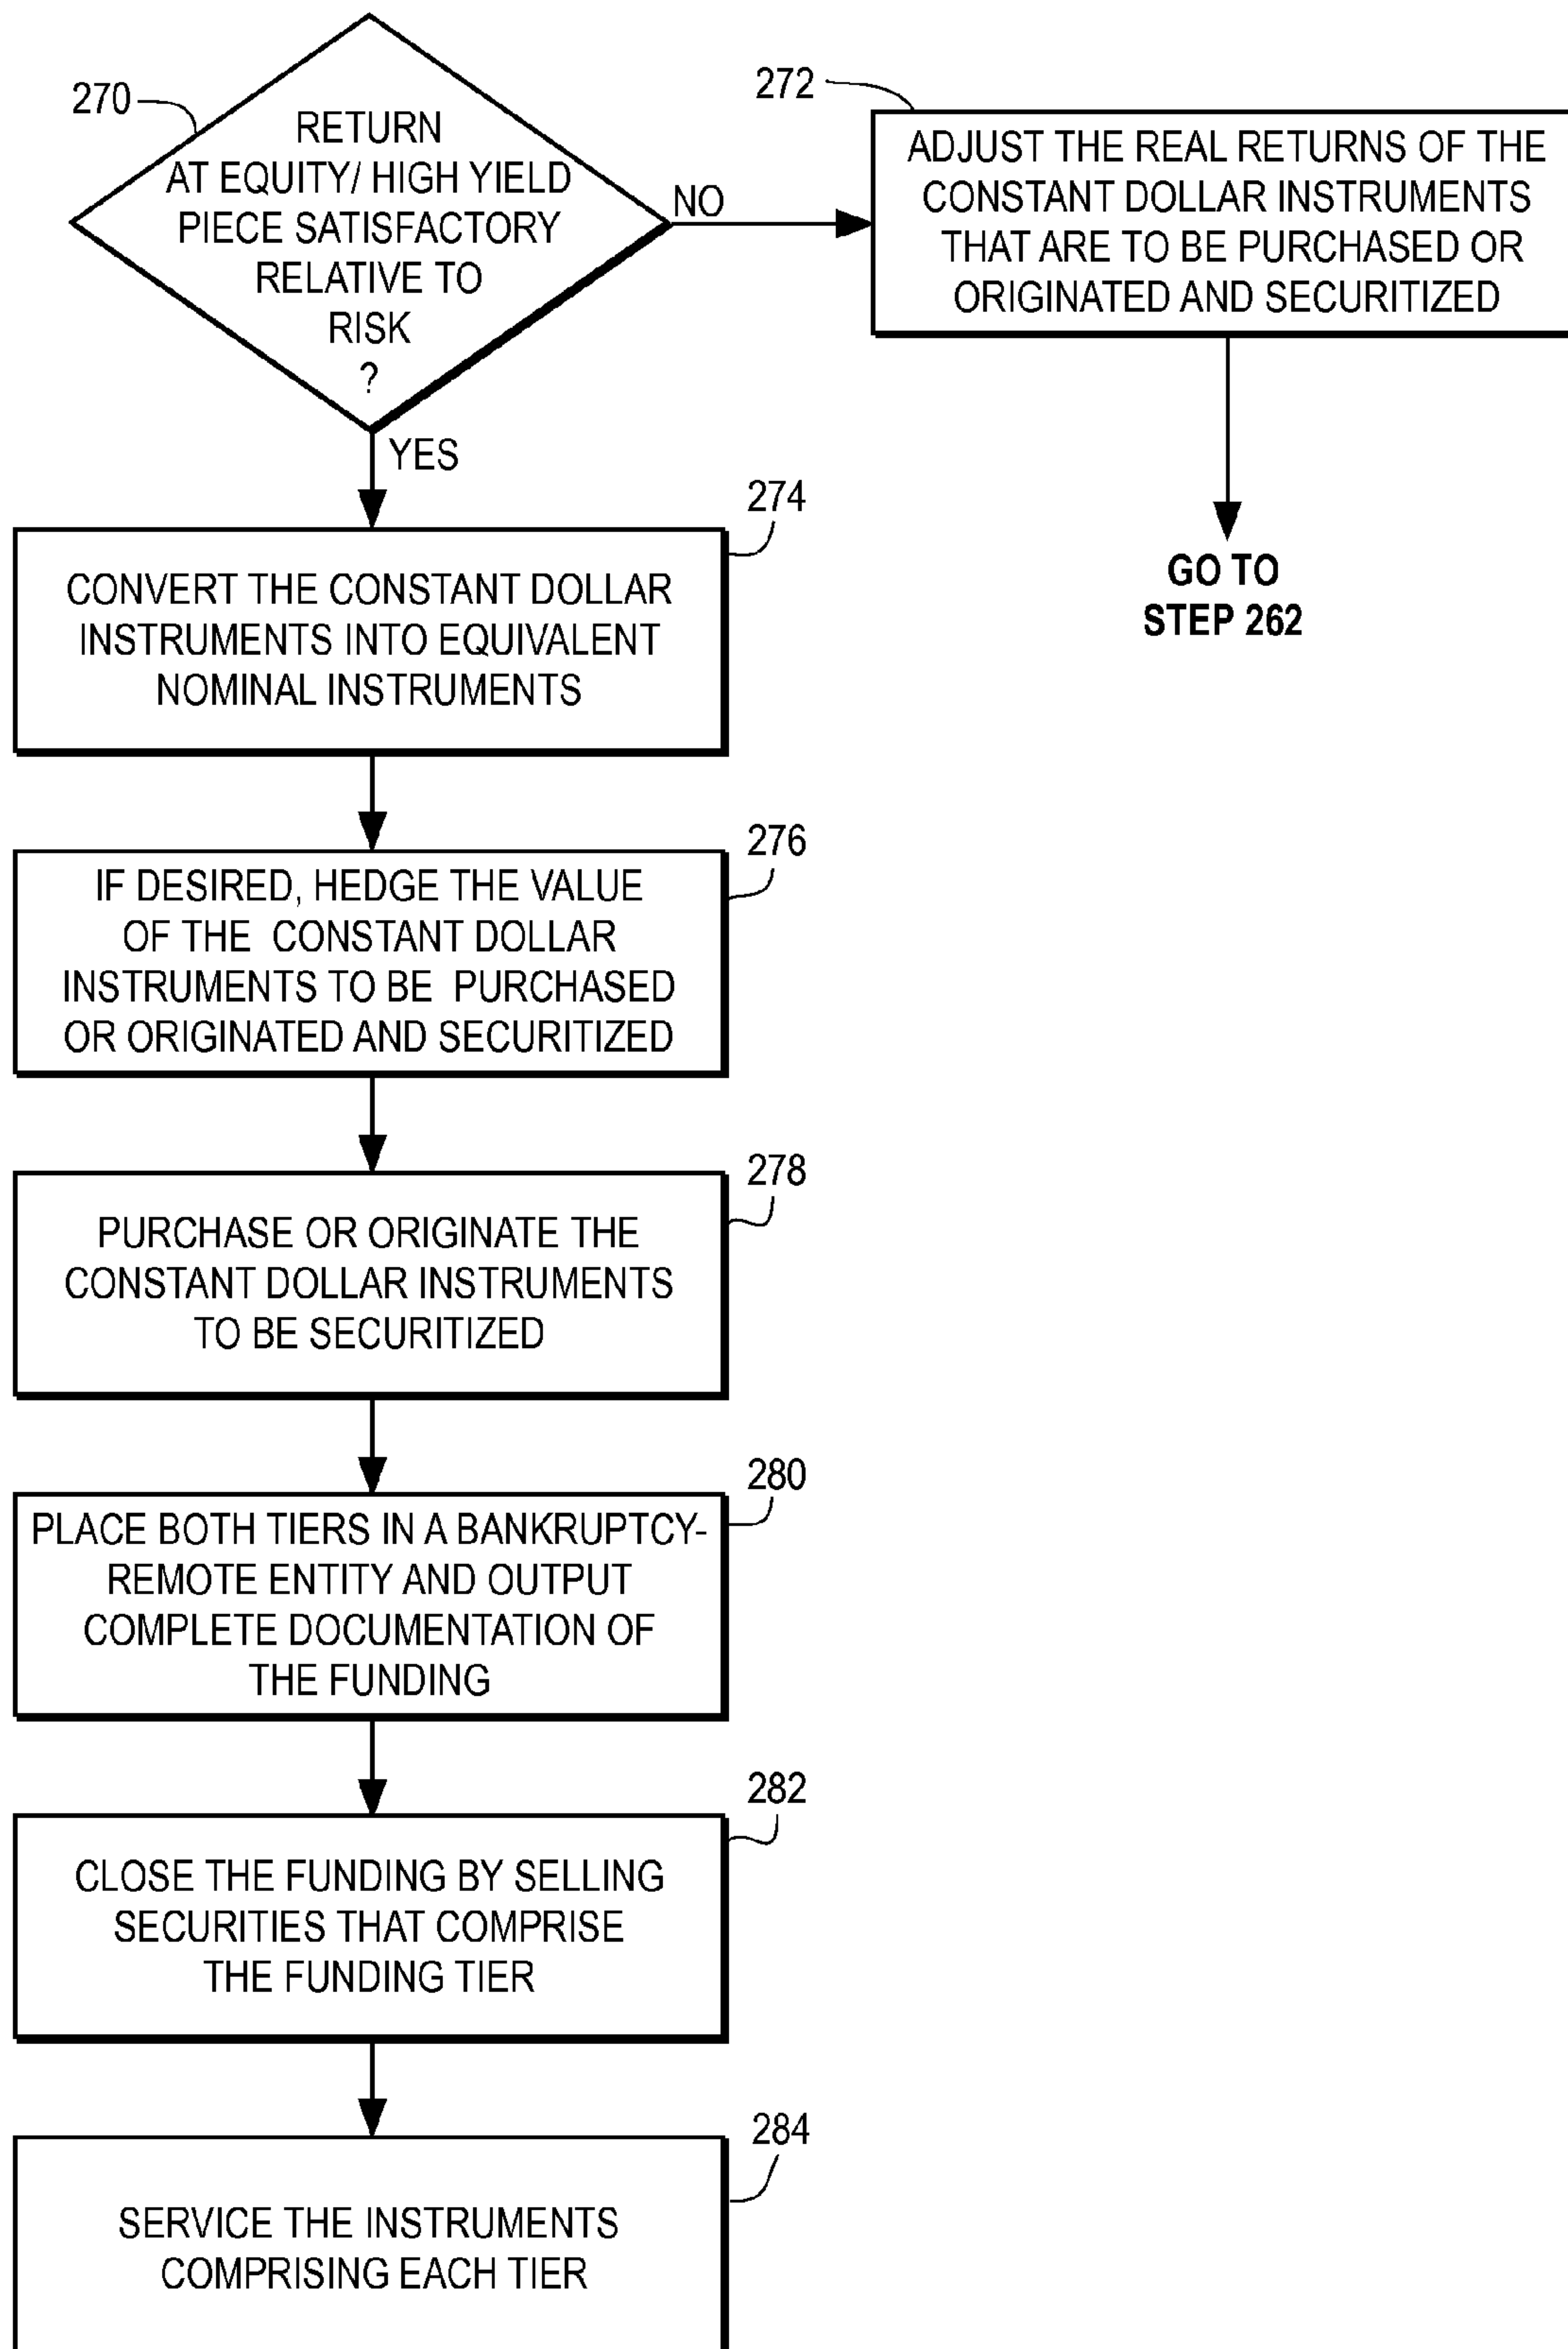 270
RETURN
AT EQUITY/ HIGH YIELD
PIECE SATISFACTORY
RELATIVE TO
RISK
?
NO
YES
272
ADJUST THE REAL RETURNS OF THE
CONSTANT DOLLAR INSTRUMENTS
THAT ARE TO BE PURCHASED OR
ORIGINATED AND SECURITIZED
GO TO
STEP 262
274
CONVERT THE CONSTANT DOLLAR
INSTRUMENTS INTO EQUIVALENT
NOMINAL INSTRUMENTS
276
IF DESIRED, HEDGE THE VALUE
OF THE CONSTANT DOLLAR
INSTRUMENTS TO BE PURCHASED
OR ORIGINATED AND SECURITIZED
278
PURCHASE OR ORIGINATE THE
CONSTANT DOLLAR INSTRUMENTS
TO BE SECURITIZED
280
PLACE BOTH TIERS IN A BANKRUPTCY-
REMOTE ENTITY AND OUTPUT
COMPLETE DOCUMENTATION OF
THE FUNDING
282
CLOSE THE FUNDING BY SELLING
SECURITIES THAT COMPRISE
THE FUNDING TIER
284
SERVICE THE INSTRUMENTS
COMPRISING EACH TIER